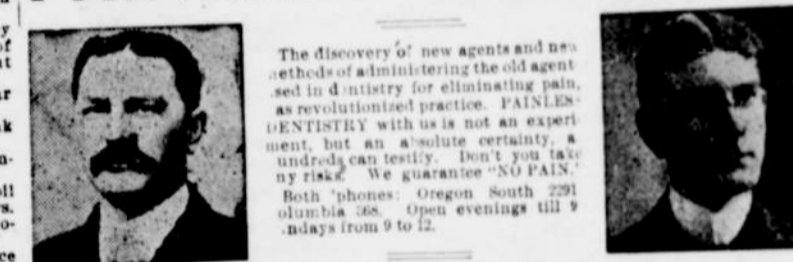 The discovery of new agents and new
ethods of administering the old agent
sed in dentistry for eliminating pain,
as revolutionized practice. PAINLES-
DENTISTRY with us is not an experi
ment, but an absolute certainty, a
undreds can testify. Don't you take
ny risks. We guarantee "NO PAIN."
Both 'phones: Oregon South 2291
olumbia 368. Open evenings till 9
ndays from 9 to 12.